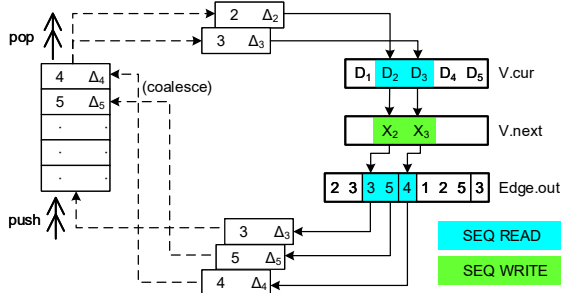 pop
2 Δ2
3 Δ3
4 Δ4
5 Δ5
. .
. .
. .
(coalesce)
push
D1 D2 D3 D4 D5 V.cur
X2 X3 V.next
2 3 3 5 4 1 2 5 3 Edge.out
3 Δ3
5 Δ5
4 Δ4
SEQ READ
SEQ WRITE